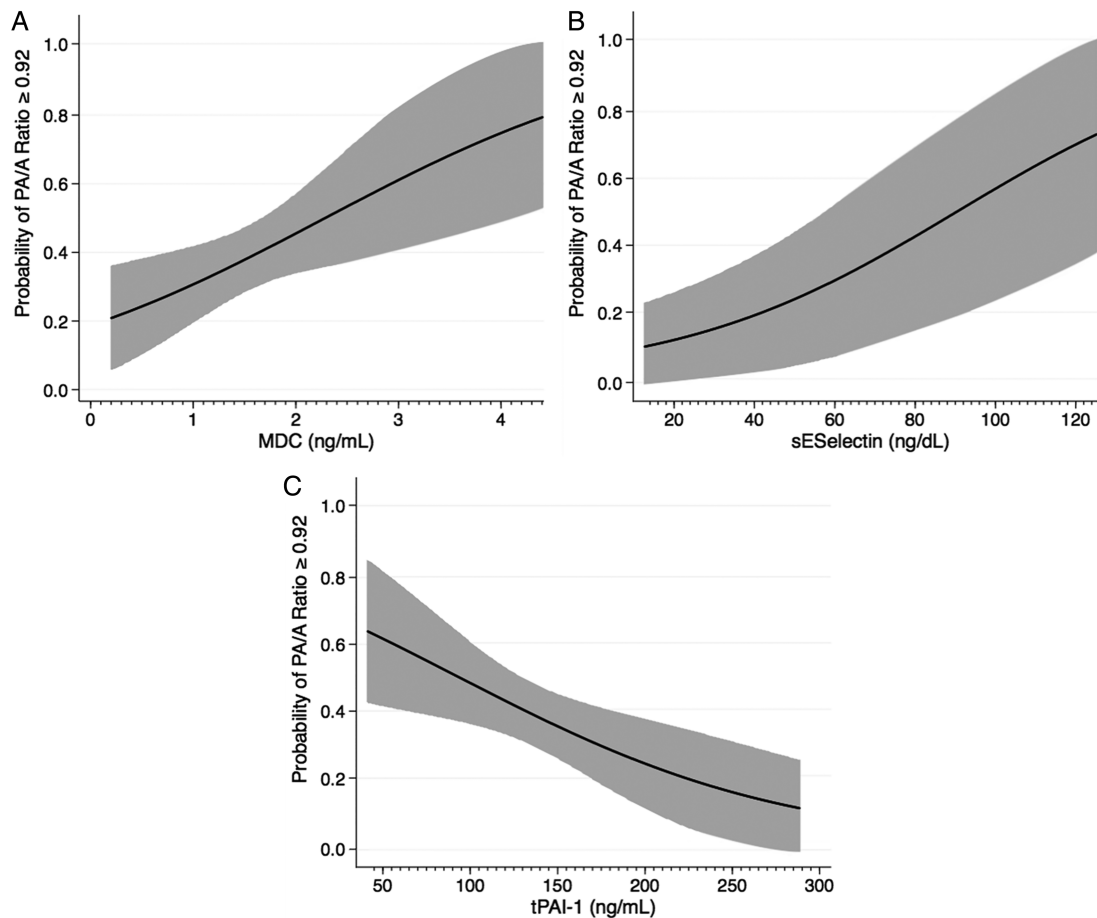 A
Probability of PA/A Ratio ≥ 0.92
1.0
0.8
0.6
0.4
0.2
0.0
0 1 2 3 4
MDC (ng/mL)
B
Probability of PA/A Ratio ≥ 0.92
1.0
0.8
0.6
0.4
0.2
0.0
20 40 60 80 100 120
sESelectin (ng/dL)
C
Probability of PA/A Ratio ≥ 0.92
1.0
0.8
0.6
0.4
0.2
0.0
50 100 150 200 250 300
tPAI-1 (ng/mL)